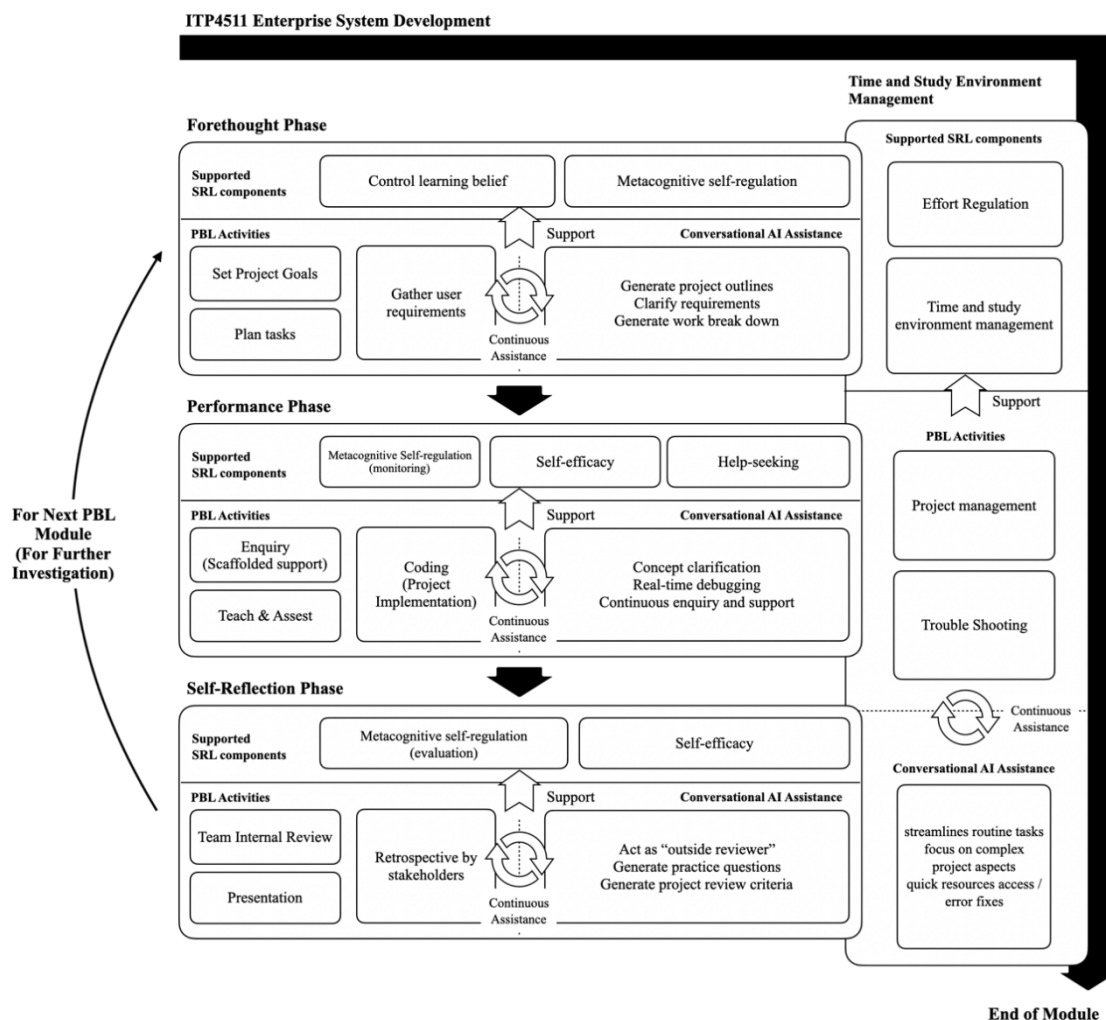 ITP4511 Enterprise System Development
Time and Study Environment
Management
Forethought Phase
Supported
SRL components
Control learning belief
Metacognitive self-regulation
Support
PBL Activities
Conversational AI Assistance
Set Project Goals
Plan tasks
Gather user
requirements
Continuous
Assistance
Generate project outlines
Clarify requirements
Generate work break down
Performance Phase
Supported
SRL components
Metacognitive Self-regulation
(monitoring)
Self-efficacy
Help-seeking
Support
PBL Activities
Conversational AI Assistance
Enquiry
(Scaffolded support)
Teach & Assest
Coding
(Project
Implementation)
Continuous
Assistance
Concept clarification
Real-time debugging
Continuous enquiry and support
Self-Reflection Phase
Supported
SRL components
Metacognitive self-regulation
(evaluation)
Self-efficacy
Support
PBL Activities
Conversational AI Assistance
Team Internal Review
Presentation
Retrospective by
stakeholders
Continuous
Assistance
Act as “outside reviewer”
Generate practice questions
Generate project review criteria
For Next PBL
Module
(For Further
Investigation)
Supported SRL components
Effort Regulation
Time and study
environment management
Support
PBL Activities
Project management
Trouble Shooting
Continuous
Assistance
Conversational AI Assistance
streamlines routine tasks
focus on complex
project aspects
quick resources access /
error fixes
End of Module